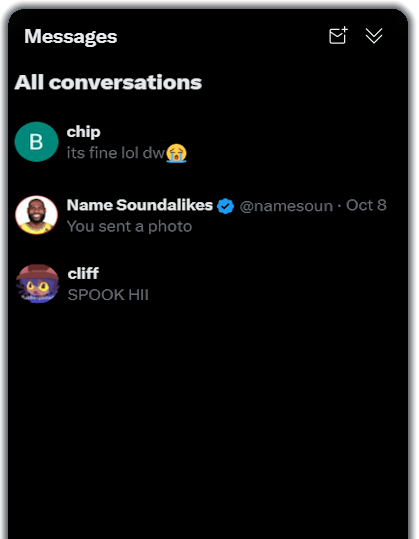 Messages
All conversations
B
chip
its fine lol dw😭
Name Soundalikes @namesoun · Oct 8
You sent a photo
cliff
SPOOK HII